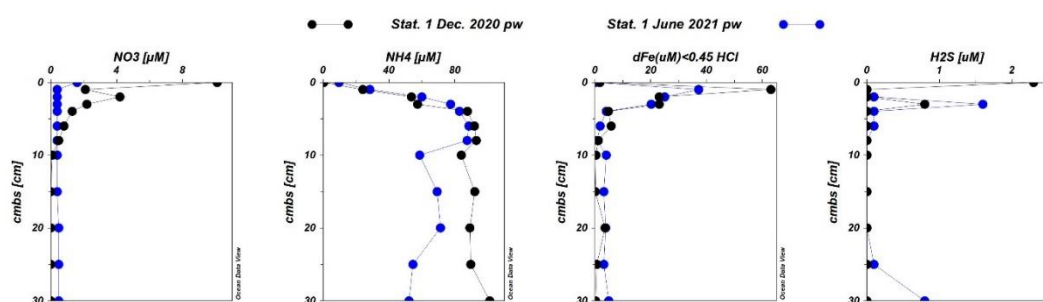 Stat. 1 Dec. 2020 pw
Stat. 1 June 2021 pw
NO3 [µM]
0 4 8
0
10
20
30
cmbs [cm]
Ocean Data View
NH4 [µM]
0 40 80
0
10
20
30
cmbs [cm]
Ocean Data View
dFe(uM)<0.45 HCl
0 20 40 60
0
10
20
30
cmbs [cm]
Ocean Data View
H2S [uM]
0 1 2
0
10
20
30
cmbs [cm]
Ocean Data View